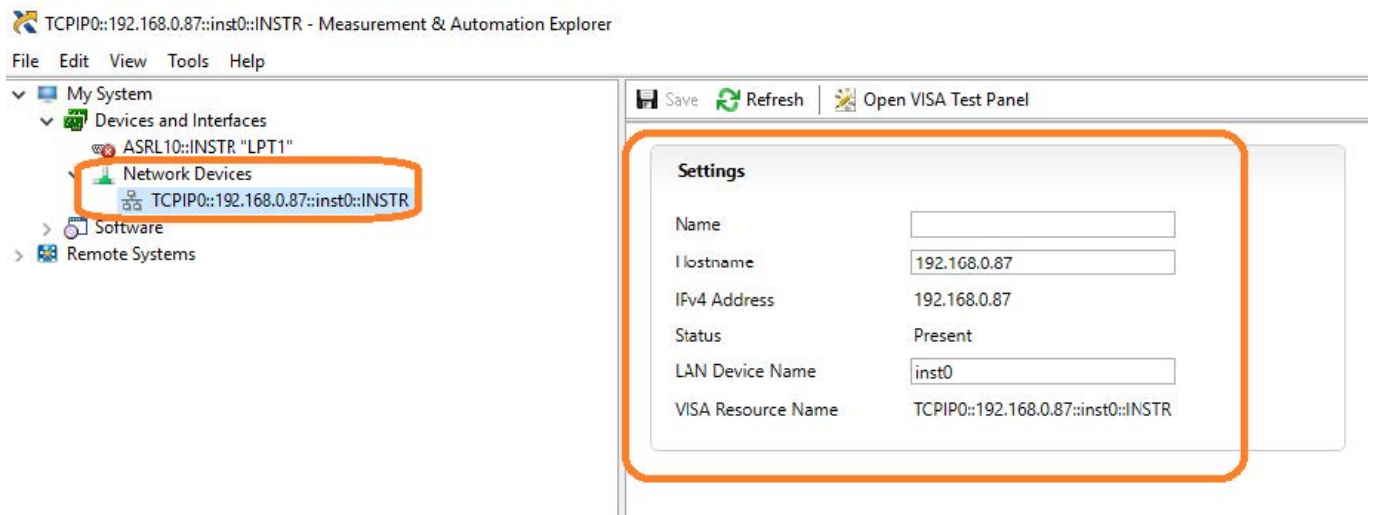 TCPIP0::192.168.0.87::inst0::INSTR - Measurement & Automation Explorer
File Edit View Tools Help
My System
Devices and Interfaces
ASRL10::INSTR "LPT1"
Network Devices
TCPIP0::192.168.0.87::inst0::INSTR
Software
Remote Systems
Save Refresh Open VISA Test Panel
Settings
Name
Hostname 192.168.0.87
IPv4 Address 192.168.0.87
Status Present
LAN Device Name inst0
VISA Resource Name TCPIP0::192.168.0.87::inst0::INSTR